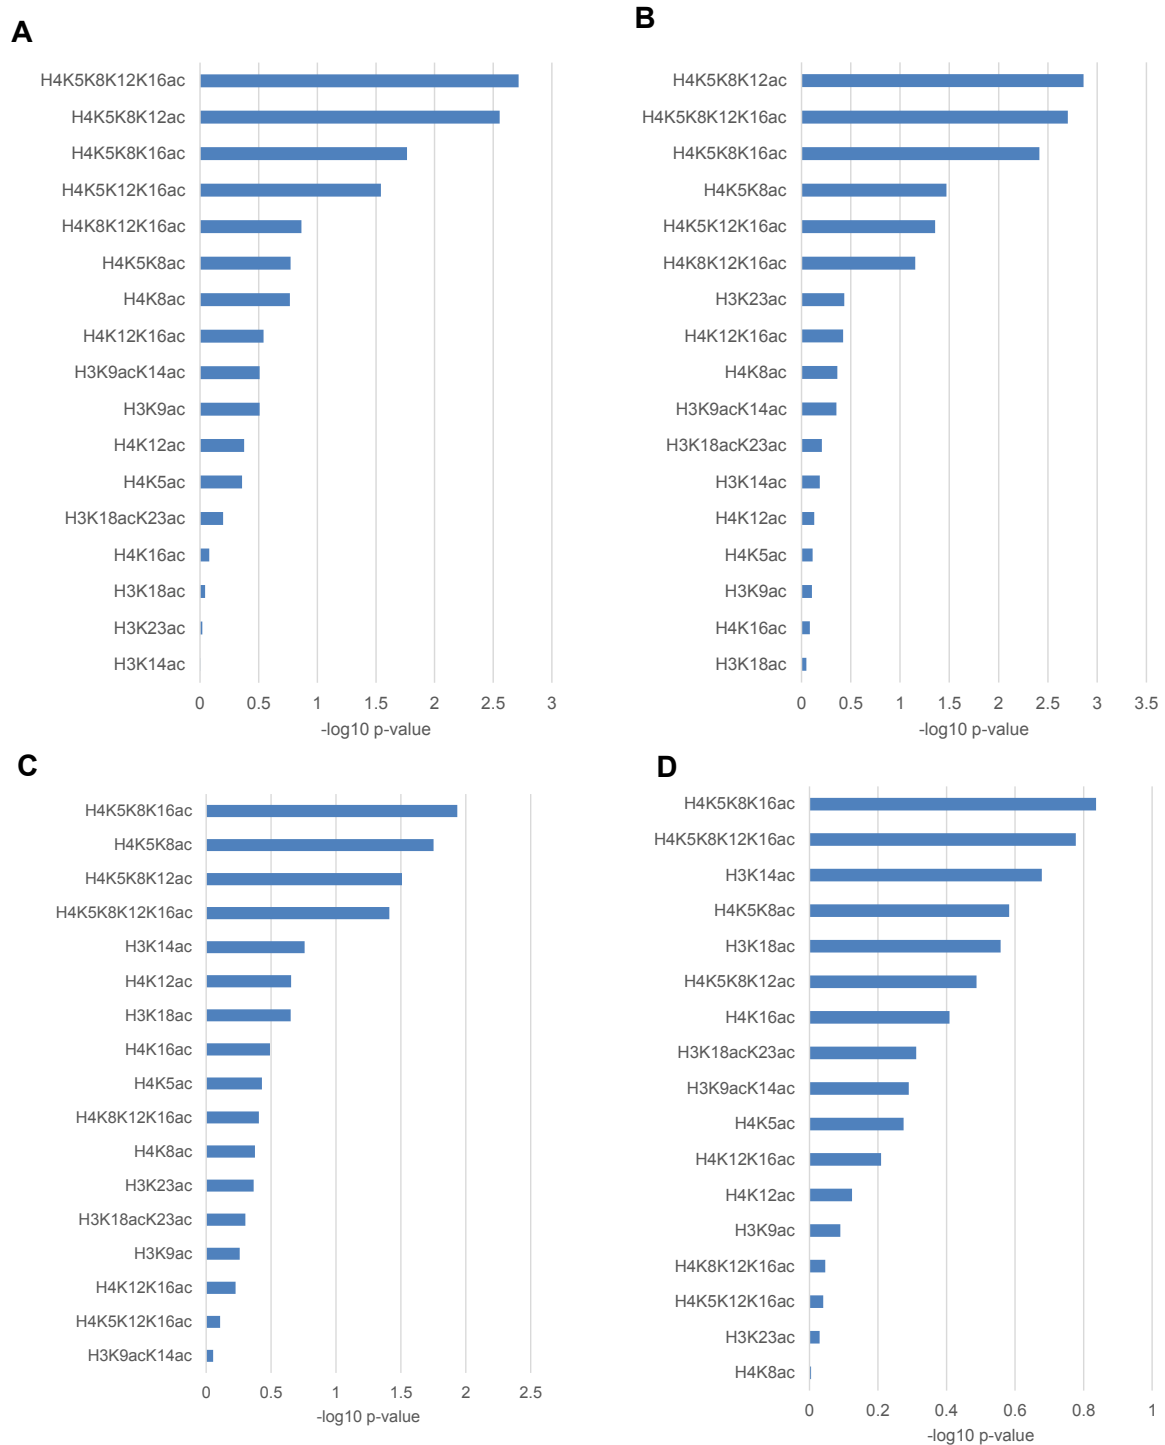 A
H4K5K8K12K16ac
H4K5K8K12ac
H4K5K8K16ac
H4K5K12K16ac
H4K8K12K16ac
H4K5K8ac
H4K8ac
H4K12K16ac
H3K9acK14ac
H3K9ac
H4K12ac
H4K5ac
H3K18acK23ac
H4K16ac
H3K18ac
H3K23ac
H3K14ac
0 0.5 1 1.5 2 2.5 3
-log10 p-value
B
H4K5K8K12ac
H4K5K8K12K16ac
H4K5K8K16ac
H4K5K8ac
H4K5K12K16ac
H4K8K12K16ac
H3K23ac
H4K12K16ac
H4K8ac
H3K9acK14ac
H3K18acK23ac
H3K14ac
H4K12ac
H4K5ac
H3K9ac
H4K16ac
H3K18ac
0 0.5 1 1.5 2 2.5 3 3.5
-log10 p-value
C
H4K5K8K16ac
H4K5K8ac
H4K5K8K12ac
H4K5K8K12K16ac
H3K14ac
H4K12ac
H3K18ac
H4K16ac
H4K5ac
H4K8K12K16ac
H4K8ac
H3K23ac
H3K18acK23ac
H3K9ac
H4K12K16ac
H4K5K12K16ac
H3K9acK14ac
0 0.5 1 1.5 2 2.5
-log10 p-value
D
H4K5K8K16ac
H4K5K8K12K16ac
H3K14ac
H4K5K8ac
H3K18ac
H4K5K8K12ac
H4K16ac
H3K18acK23ac
H3K9acK14ac
H4K5ac
H4K12K16ac
H4K12ac
H3K9ac
H4K8K12K16ac
H4K5K12K16ac
H3K23ac
H4K8ac
0 0.2 0.4 0.6 0.8 1
-log10 p-value